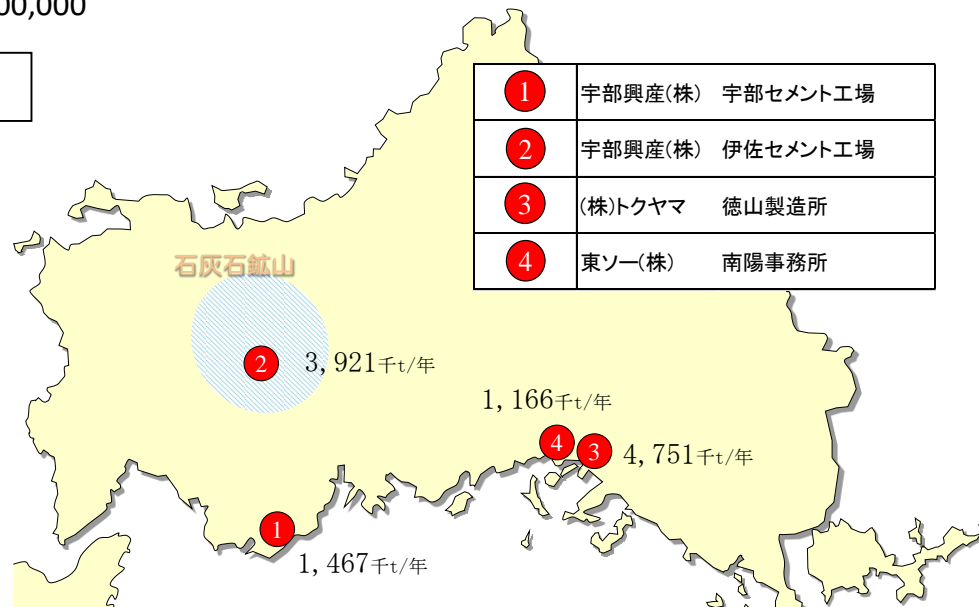 00,000
1 宇部興産(株) 宇部セメント工場
2 宇部興産(株) 伊佐セメント工場
3 (株)トクヤマ 徳山製造所
4 東ソー(株) 南陽事務所
石灰石鉱山
2 3,921千t/年
1,166千t/年
4 3 4,751千t/年
1
1,467千t/年